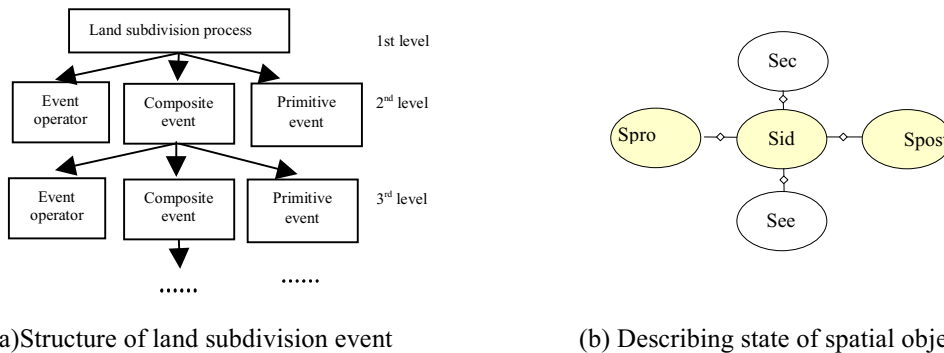 Land subdivision process
1st level
Event operator
Composite event
Primitive event
2nd level
Event operator
Composite event
Primitive event
3rd level
......
......
a)Structure of land subdivision event
Sec
Spro
Sid
Spos
See
(b) Describing state of spatial obje